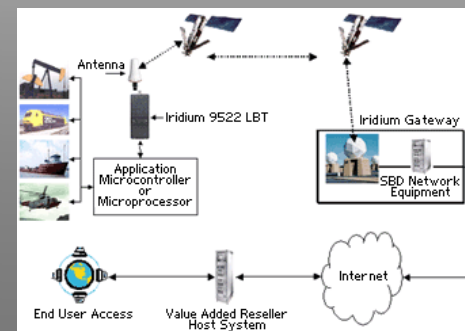 Antenna
Iridium 9522 LBT
Iridium Gateway
Application
Microcontroller
or
Microprocessor
SBD Network
Equipment
Internet
End User Access
Value Added Reseller
Host System